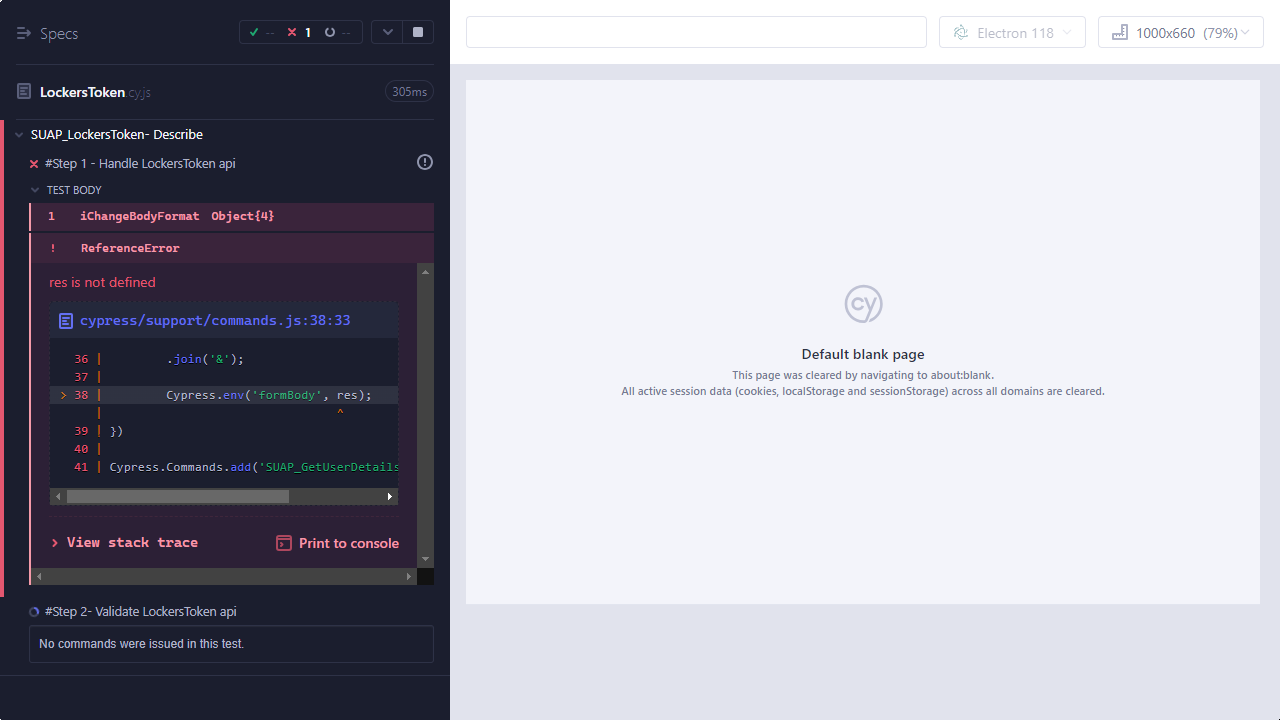 Specs
-- 1 --
LockersToken.cy.js
305ms
SUAP_LockersToken- Describe
#Step 1 - Handle LockersToken api
TEST BODY
1 iChangeBodyFormat Object{4}
! ReferenceError
res is not defined
cypress/support/commands.js:38:33
36 | .join('&');
37 |
> 38 | Cypress.env('formBody', res);
| ^
39 | })
40 |
41 | Cypress.Commands.add('SUAP_GetUserDetails
> View stack trace
Print to console
#Step 2- Validate LockersToken api
No commands were issued in this test.
Electron 118
1000x660 (79%)
cy
Default blank page
This page was cleared by navigating to about:blank.
All active session data (cookies, localStorage and sessionStorage) across all domains are cleared.